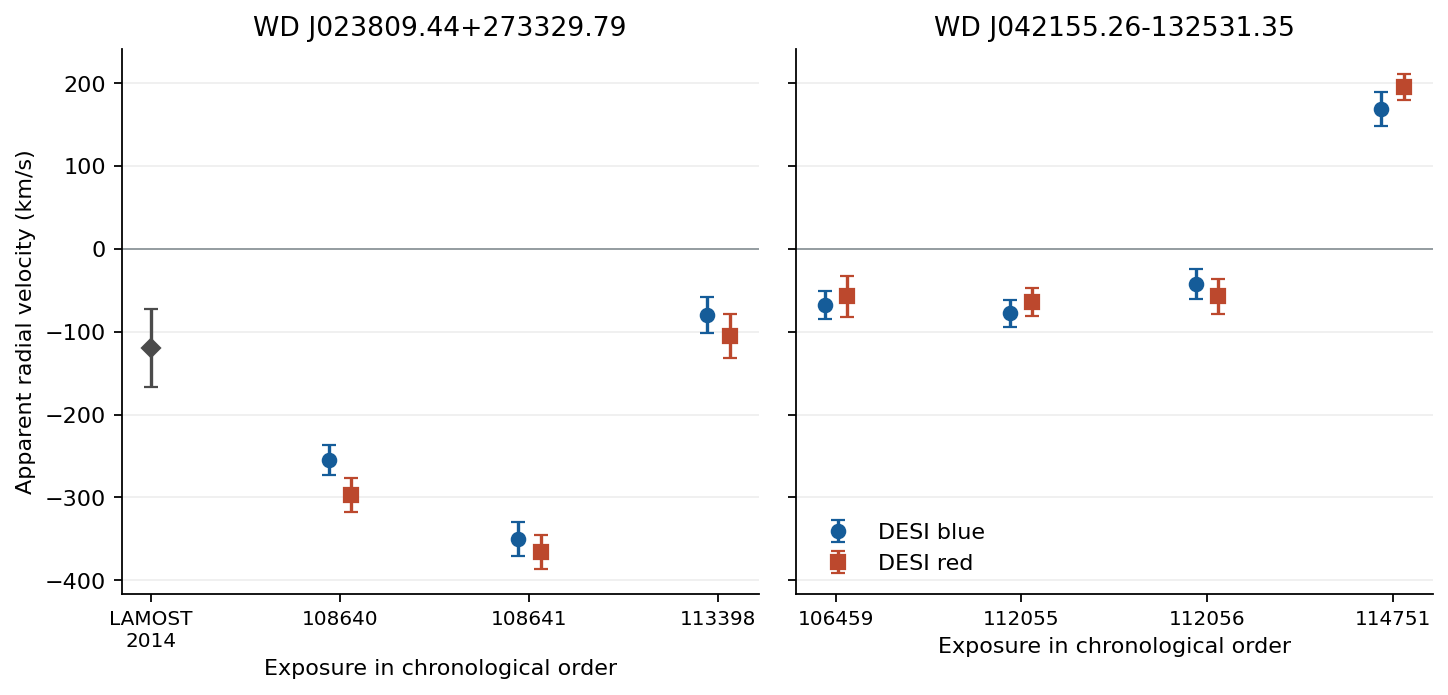 WD J023809.44+273329.79
WD J042155.26-132531.35
Apparent radial velocity (km/s)
200
100
0
−100
−200
−300
−400
DESI blue
DESI red
LAMOST
2014
108640
108641
113398
106459
112055
112056
114751
Exposure in chronological order
Exposure in chronological order